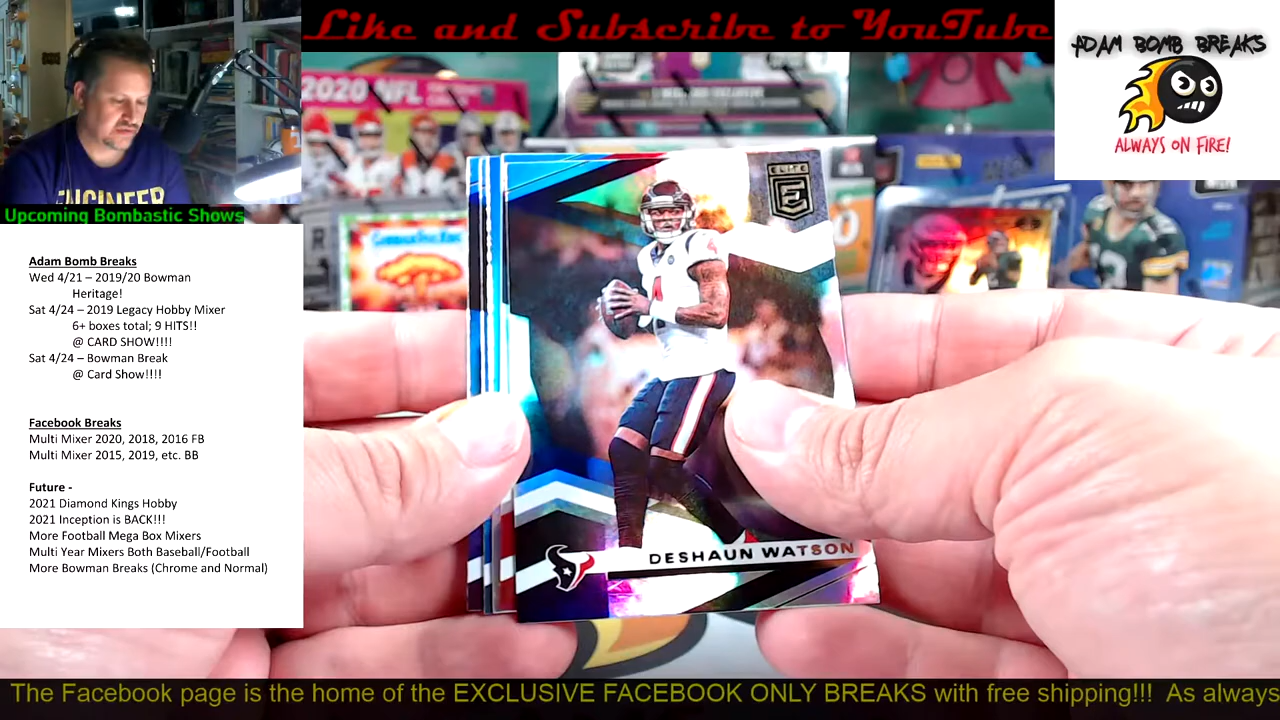 Like and Subscribe to YouTube
ADAM BOMB BREAKS
ALWAYS ON FIRE!
ENGINEER
Upcoming Bombastic Shows
Adam Bomb Breaks
Wed 4/21 – 2019/20 Bowman
Heritage!
Sat 4/24 – 2019 Legacy Hobby Mixer
6+ boxes total; 9 HITS!!
@ CARD SHOW!!!!
Sat 4/24 – Bowman Break
@ Card Show!!!!
Facebook Breaks
Multi Mixer 2020, 2018, 2016 FB
Multi Mixer 2015, 2019, etc. BB
Future -
2021 Diamond Kings Hobby
2021 Inception is BACK!!!
More Football Mega Box Mixers
Multi Year Mixers Both Baseball/Football
More Bowman Breaks (Chrome and Normal)
2020 NFL
ELITE
E
4
DESHAUN WATSON
The Facebook page is the home of the EXCLUSIVE FACEBOOK ONLY BREAKS with free shipping!!! As always